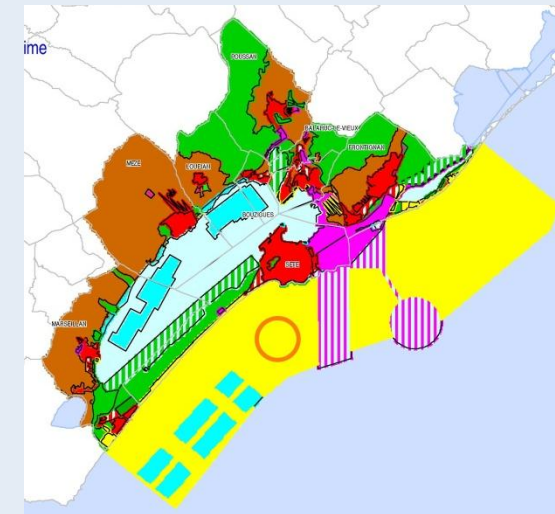 ime
POUSSAN
BALARUC-LE-VIEUX
FRONTIGNAN
MEZE
LOUPIAN
BOUZIGUES
SETE
MARSEILLAN